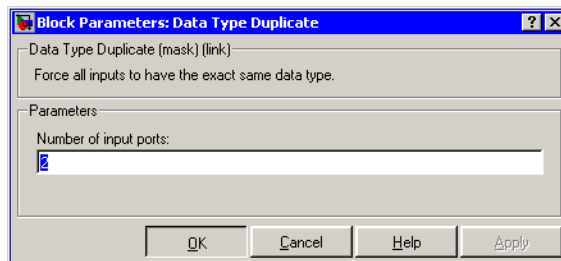 Block Parameters: Data Type Duplicate
Data Type Duplicate (mask) (link)
Force all inputs to have the exact same data type.
Parameters
Number of input ports:
2
OK Cancel Help Apply